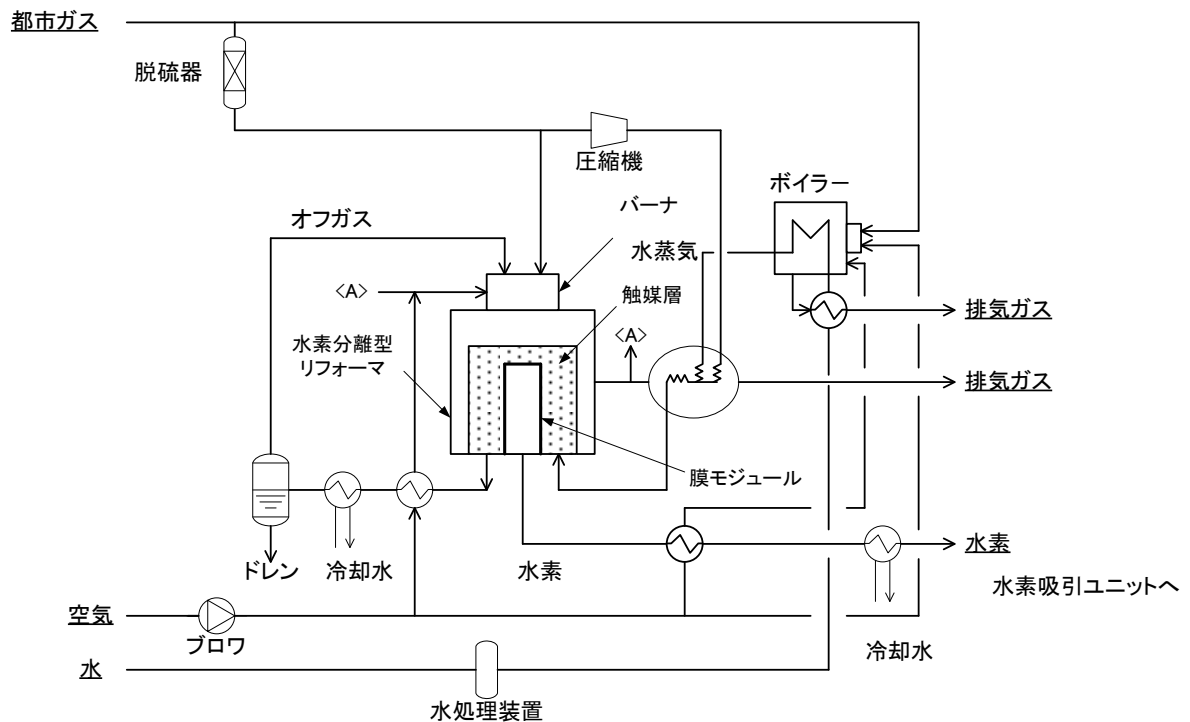 都市ガス
脱硫器
圧縮機
ボイラー
バーナ
オフガス
水蒸気
<A>
触媒層
排気ガス
<A>
水素分離型
リフォーマ
排気ガス
膜モジュール
水素
ドレン
冷却水
水素
水素吸引ユニットへ
空気
ブロワ
冷却水
水
水処理装置